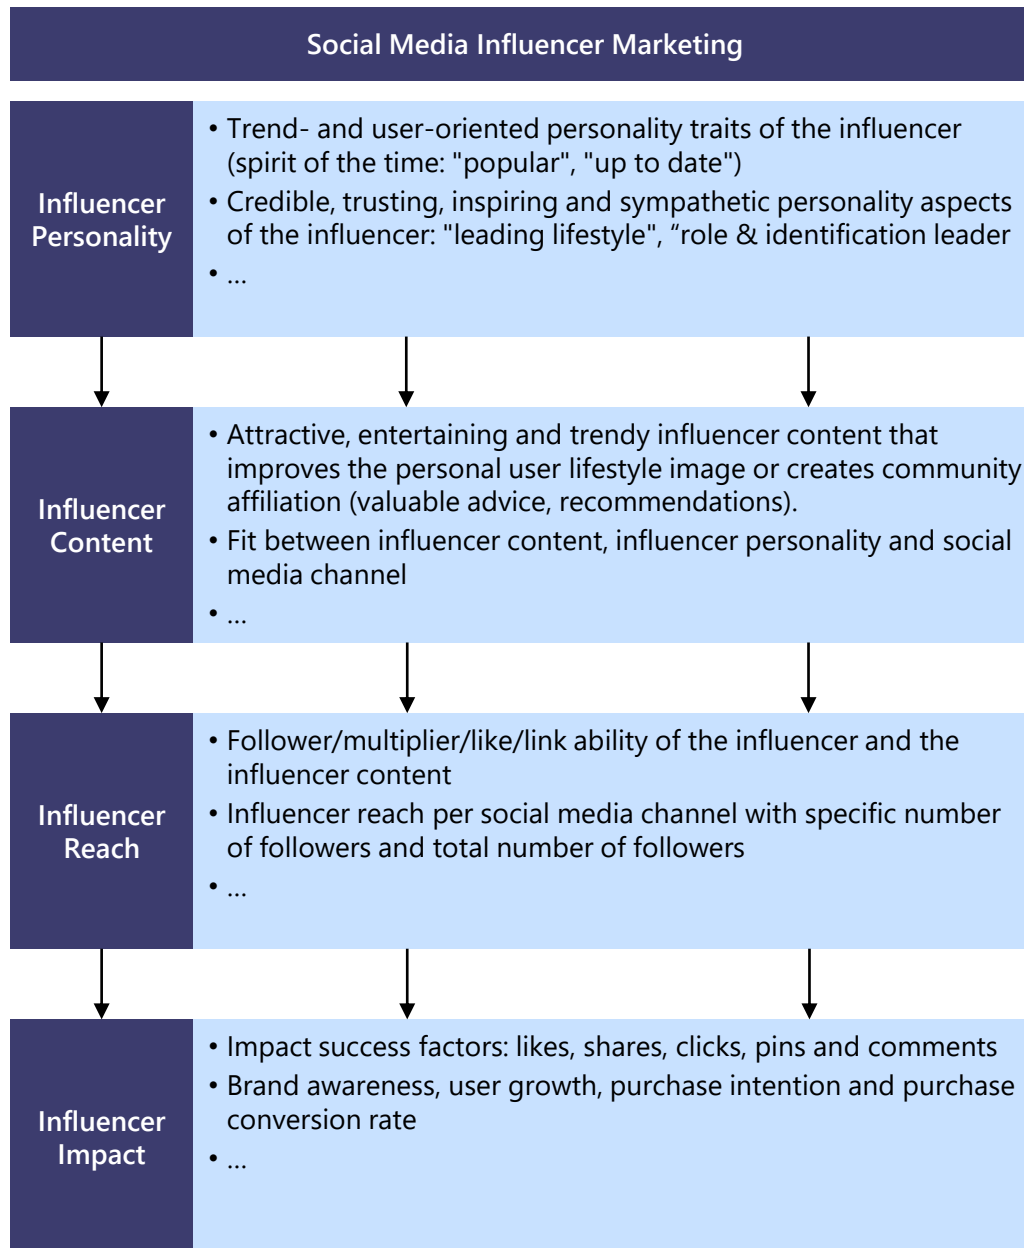 Social Media Influencer Marketing
Influencer
Personality
• Trend- and user-oriented personality traits of the influencer
(spirit of the time: "popular", "up to date")
• Credible, trusting, inspiring and sympathetic personality aspects
of the influencer: "leading lifestyle", “role & identification leader
• ...
Influencer
Content
• Attractive, entertaining and trendy influencer content that
improves the personal user lifestyle image or creates community
affiliation (valuable advice, recommendations).
• Fit between influencer content, influencer personality and social
media channel
• ...
Influencer
Reach
• Follower/multiplier/like/link ability of the influencer and the
influencer content
• Influencer reach per social media channel with specific number
of followers and total number of followers
• ...
Influencer
Impact
• Impact success factors: likes, shares, clicks, pins and comments
• Brand awareness, user growth, purchase intention and purchase
conversion rate
• ...